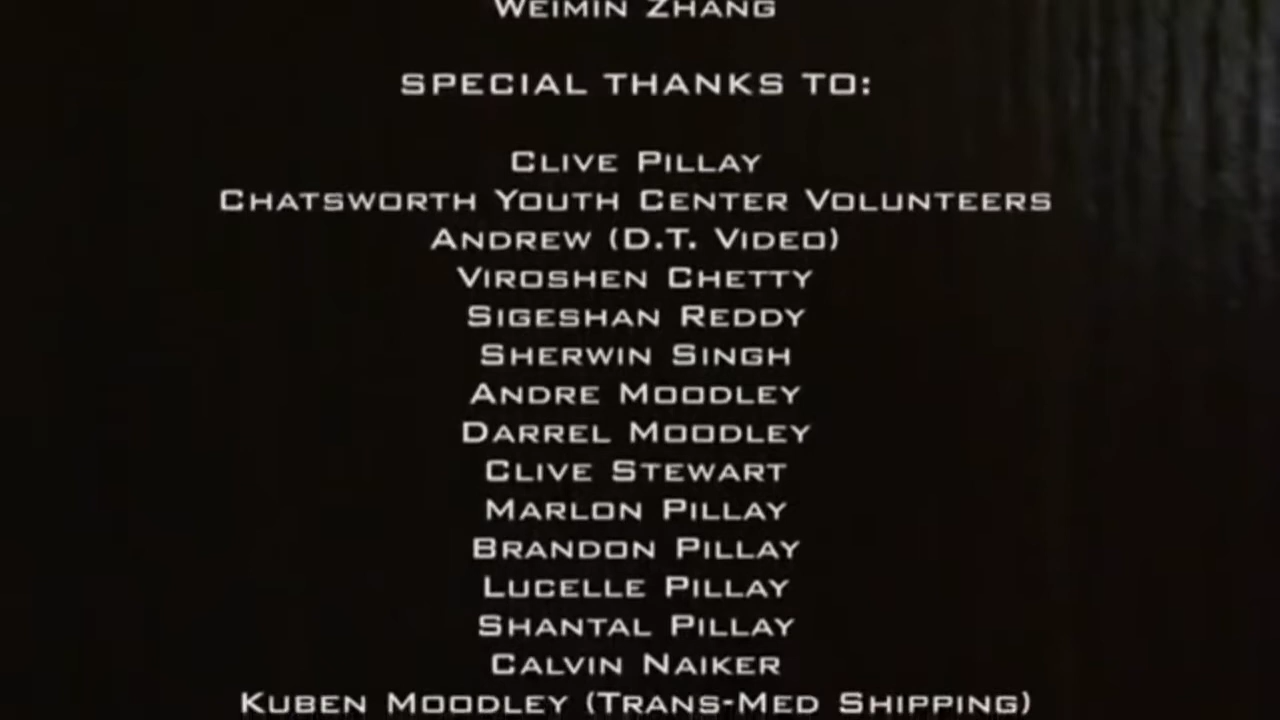 WEIMIN ZHANG
SPECIAL THANKS TO:
CLIVE PILLAY
CHATSWORTH YOUTH CENTER VOLUNTEERS
ANDREW (D.T. VIDEO)
VIROSHEN CHETTY
SIGESHAN REDDY
SHERWIN SINGH
ANDRE MOODLEY
DARREL MOODLEY
CLIVE STEWART
MARLON PILLAY
BRANDON PILLAY
LUCELLE PILLAY
SHANTAL PILLAY
CALVIN NAIKER
KUBEN MOODLEY (TRANS-MED SHIPPING)